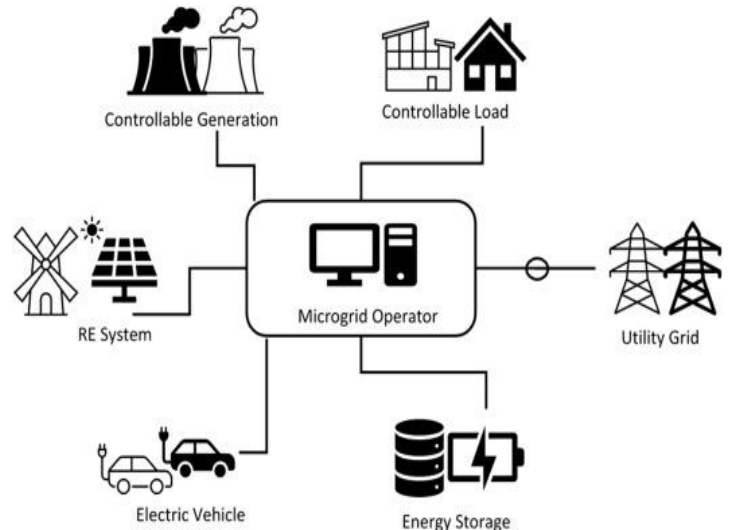 Controllable Generation
Controllable Load
RE System
Microgrid Operator
Utility Grid
Electric Vehicle
Energy Storage